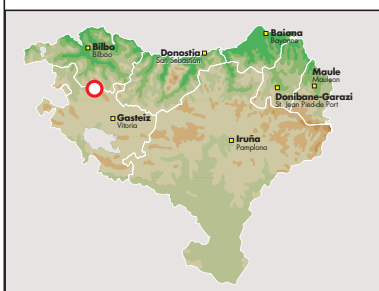 Baiona
Bayonne
Bilbo
Bilbao
Donostia
San Sebastián
Maule
Mauleon
Donibane-Garazi
St. Jean Pied de Port
Gasteiz
Vitoria
Iruña
Pamplona